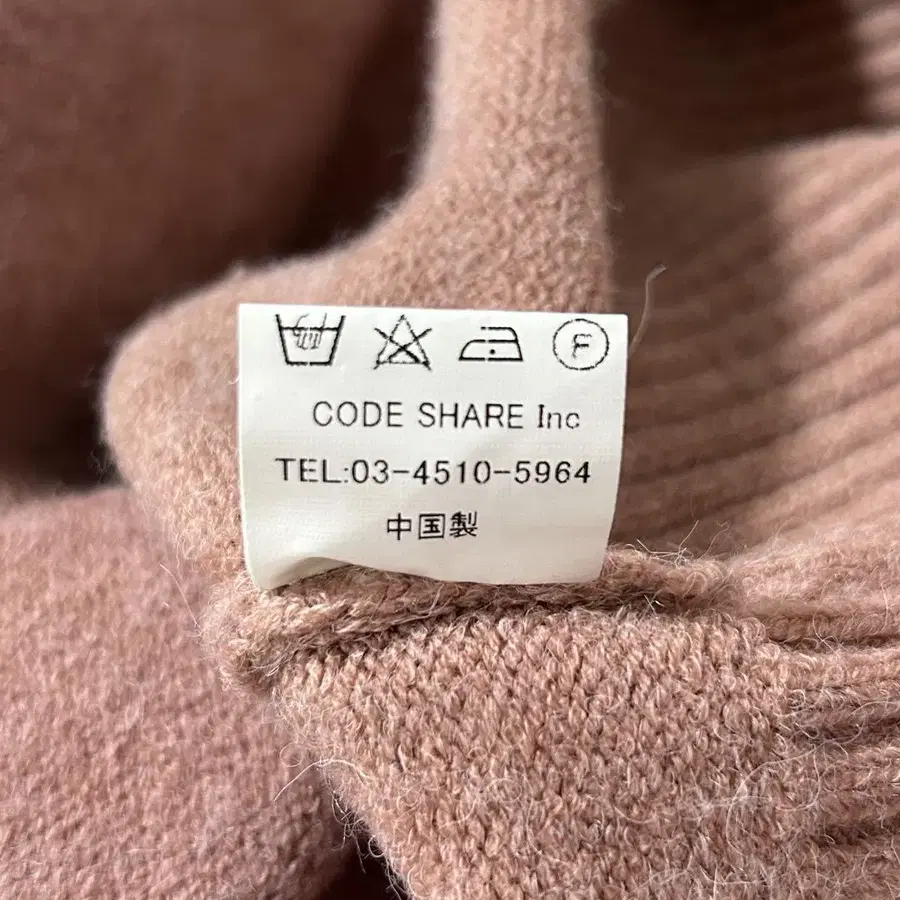 F
CODE SHARE Inc
TEL:03-4510-5964
中国製